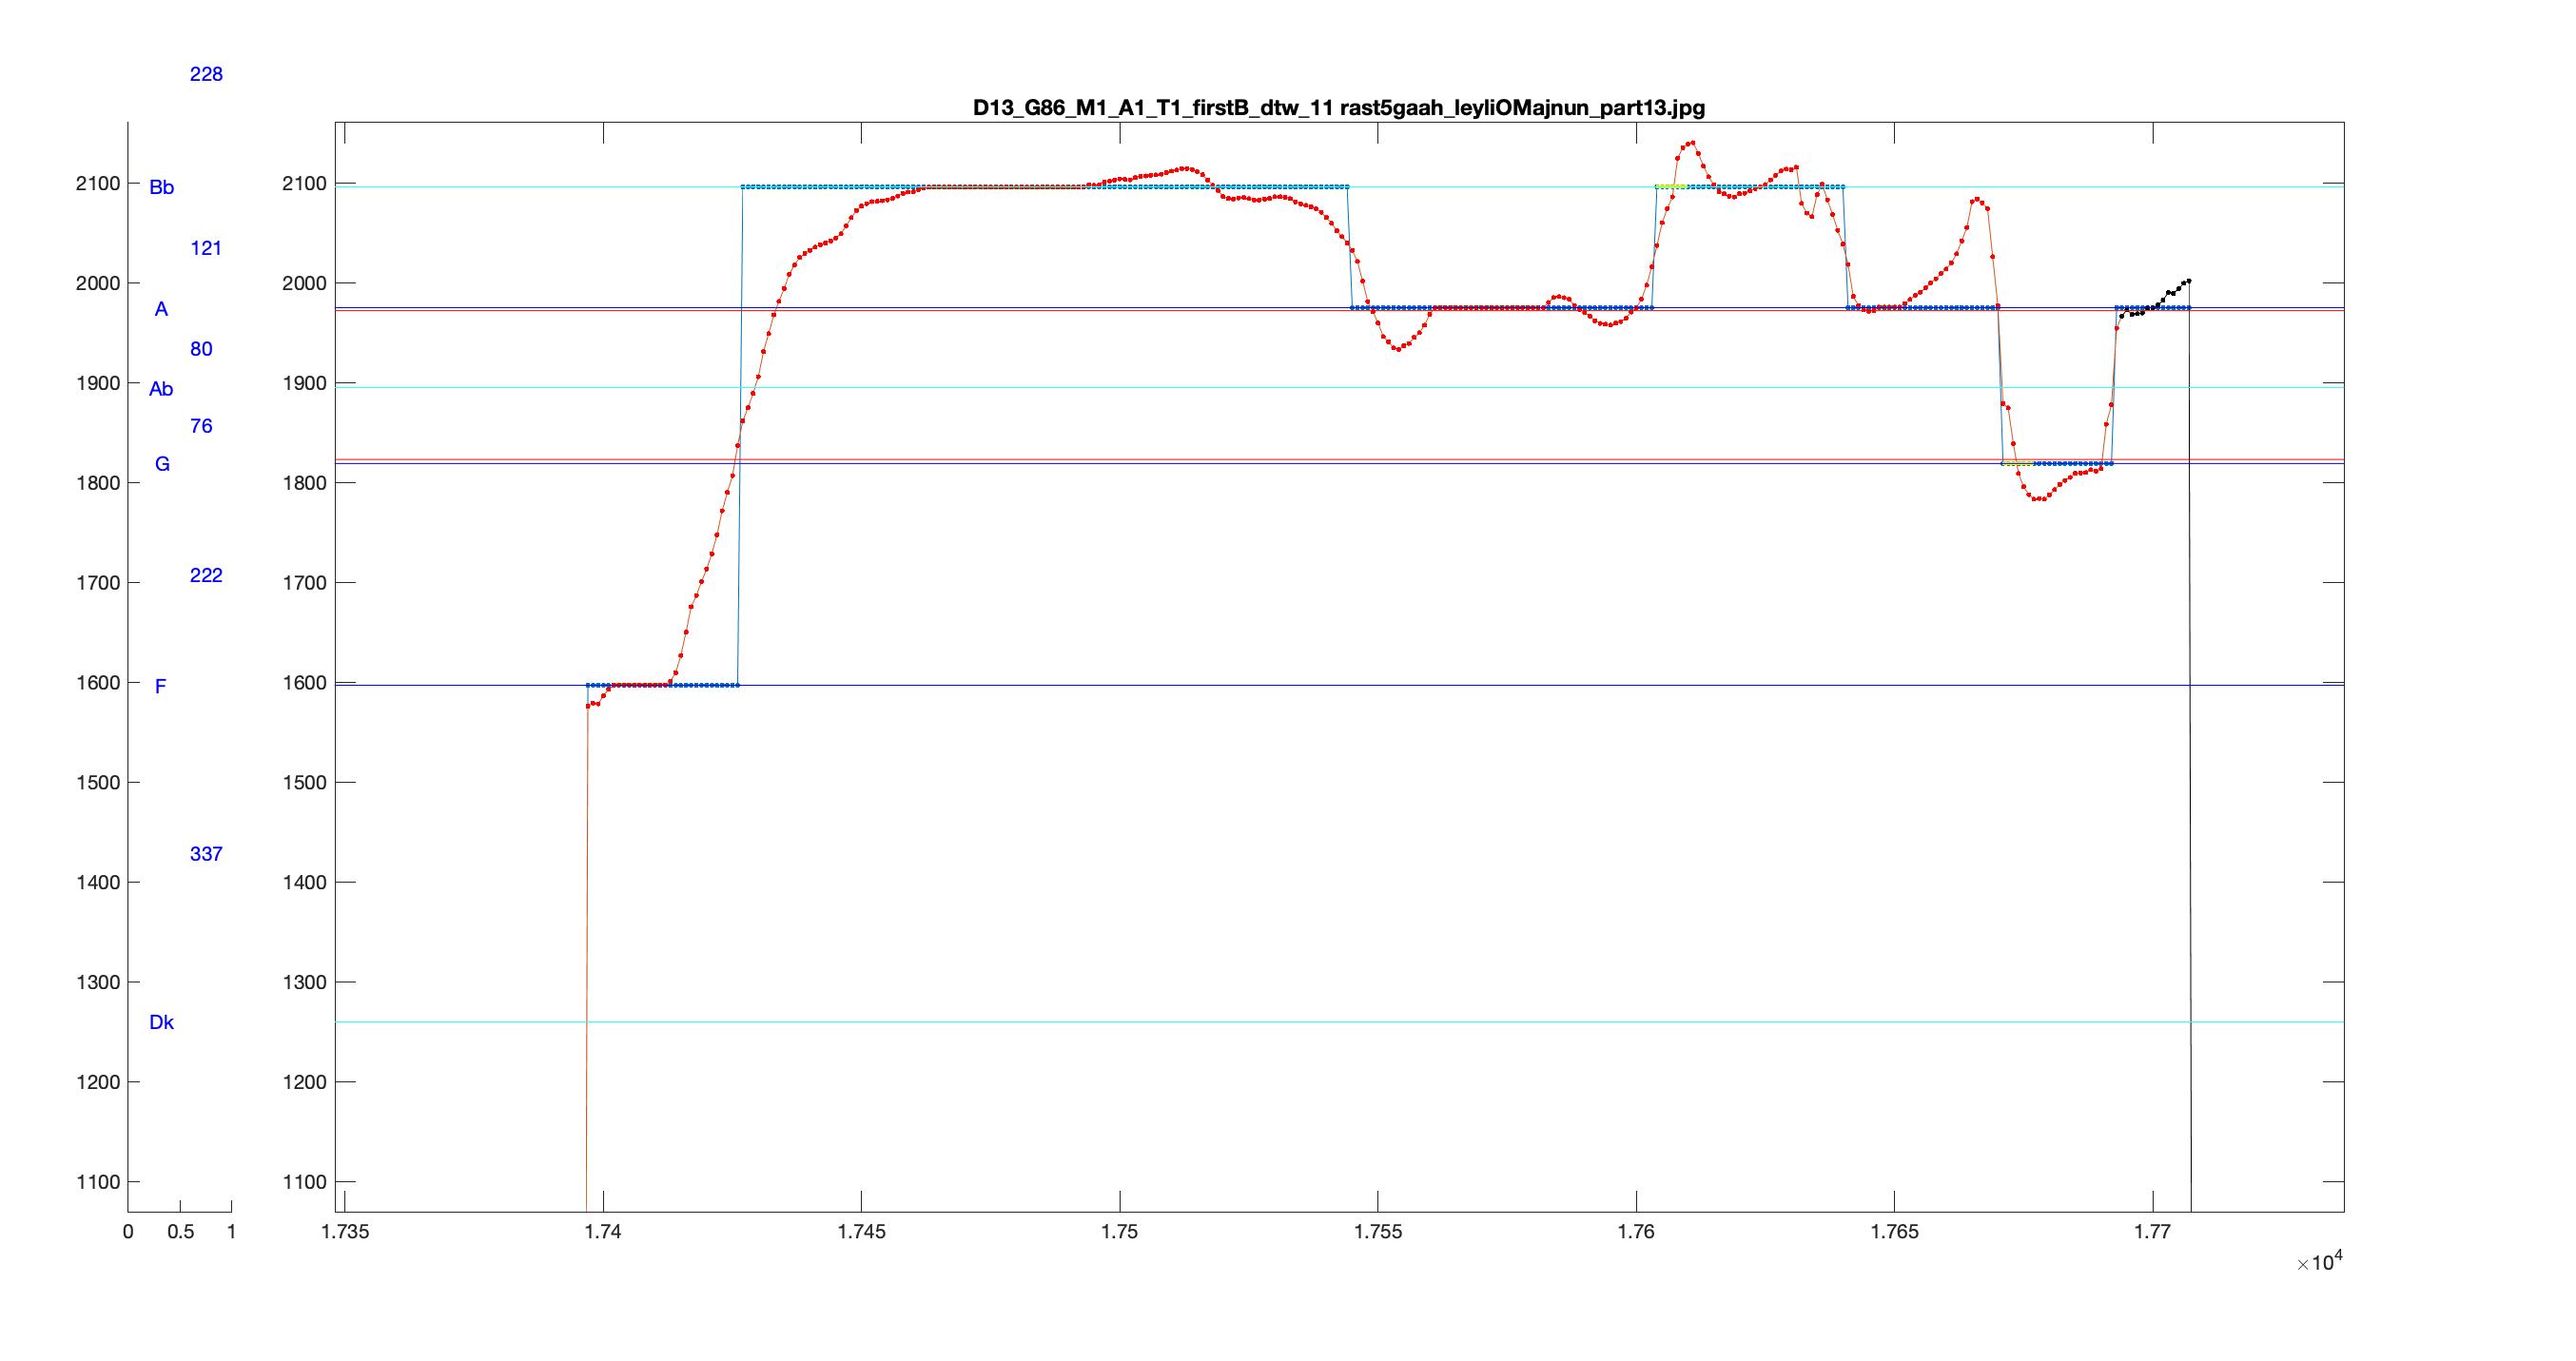 228
D13_G86_M1_A1_T1_firstB_dtw_11 rast5gaah_leyliOMajnun_part13.jpg
2100 Bb 2100
121
2000 2000
A
80
1900 Ab 1900
76
G
1800 1800
222
1700 1700
1600 F 1600
1500 1500
337
1400 1400
1300 1300
Dk
1200 1200
1100 1100
0 0.5 1 1.735 1.74 1.745 1.75 1.755 1.76 1.765 1.77
×10^4